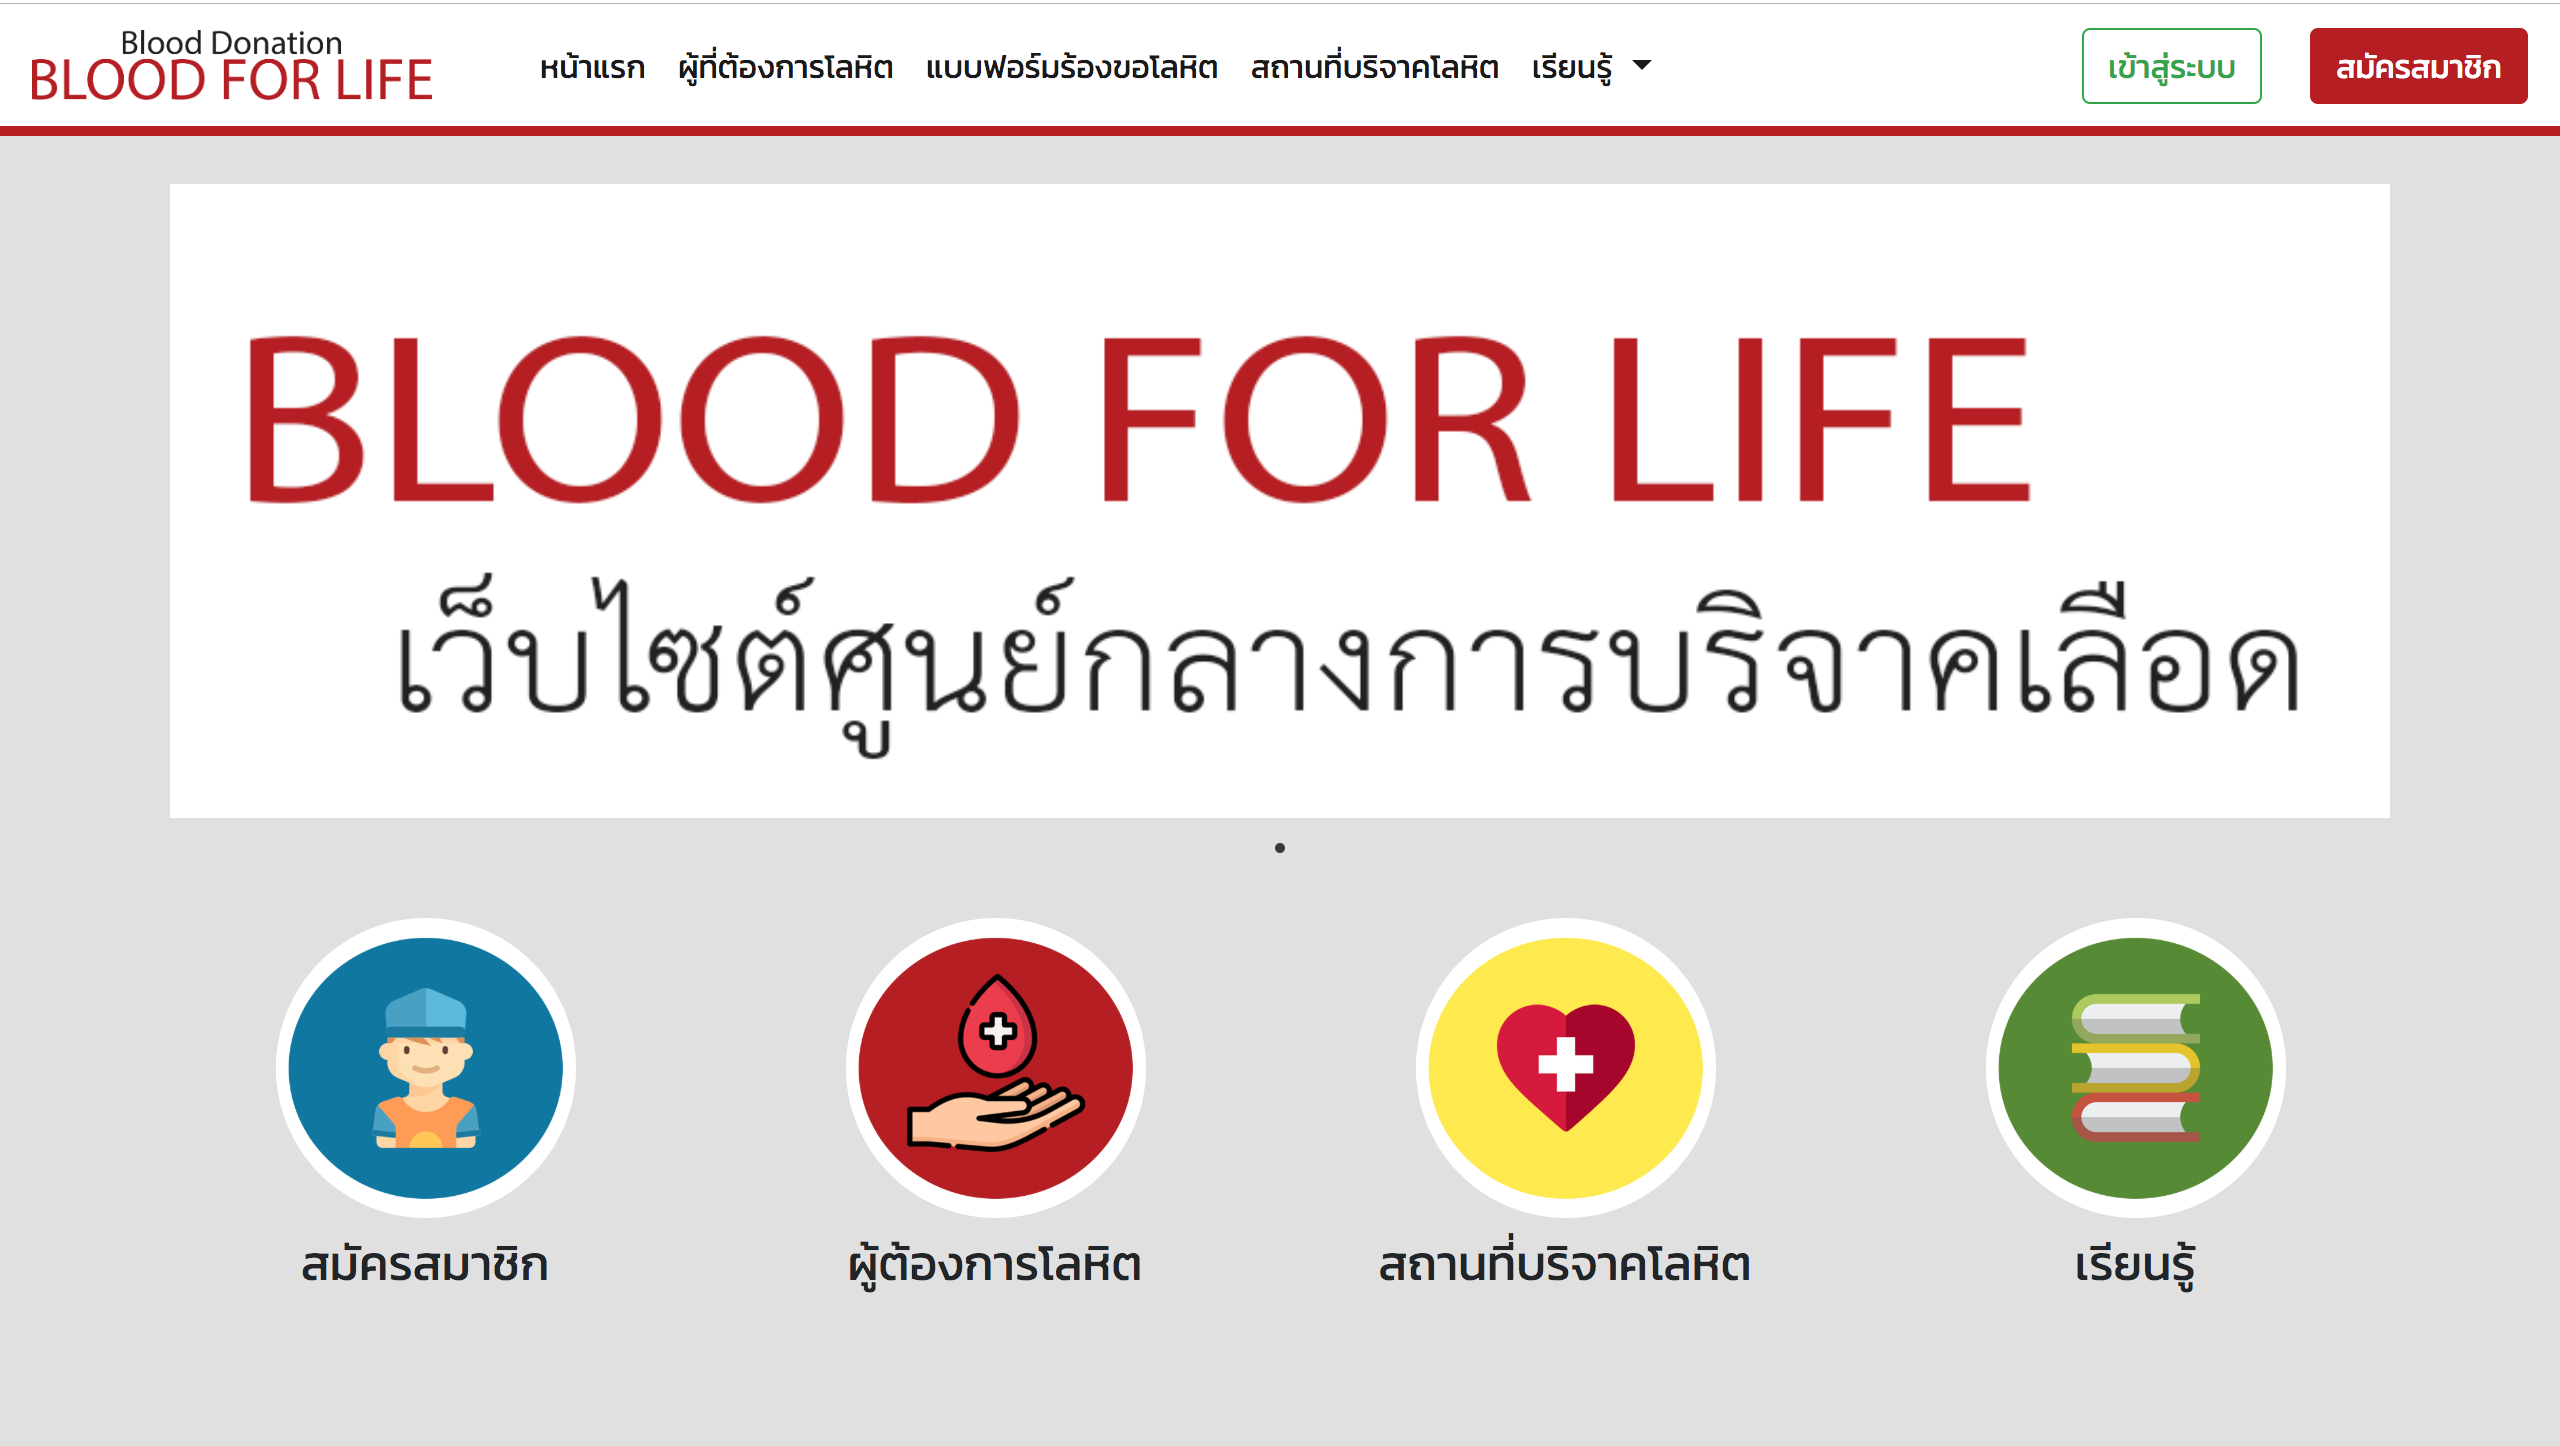 Blood Donation
BLOOD FOR LIFE
หน้าแรก ผู้ที่ต้องการโลหิต แบบฟอร์มร้องขอโลหิต สถานที่บริจาคโลหิต เรียนรู้
เข้าสู่ระบบ สมัครสมาชิก
BLOOD FOR LIFE
เว็บไซต์ศูนย์กลางการบริจาคเลือด
สมัครสมาชิก ผู้ต้องการโลหิต สถานที่บริจาคโลหิต เรียนรู้